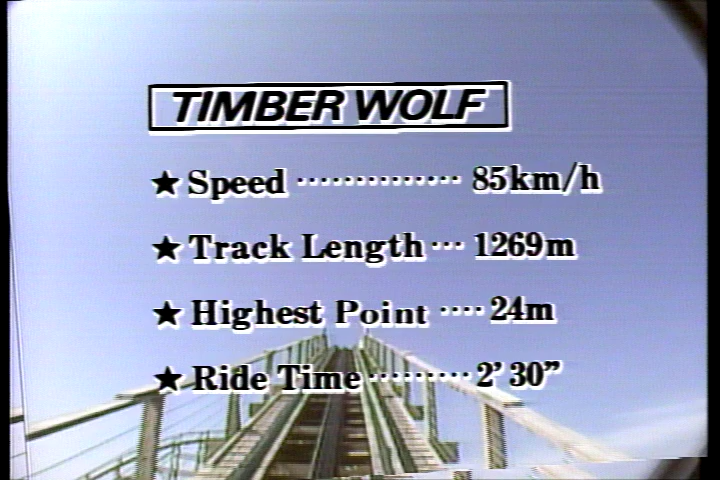 TIMBER WOLF
★ Speed ·············· 85km/h
★ Track Length ··· 1269m
★ Highest Point ···· 24m
★ Ride Time ········· 2' 30”